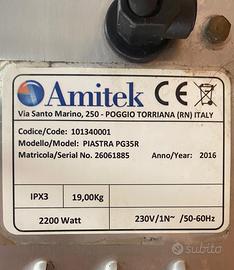 Amitek CE
Via Santo Marino, 250 - POGGIO TORRIANA (RN) ITALY
Codice/Code: 101340001
Modello/Model: PIASTRA PG35R
Matricola/Serial No. 26061885 Anno/Year: 2016
IPX3 19,00Kg
2200 Watt 230V/1N~ /50-60Hz
subito